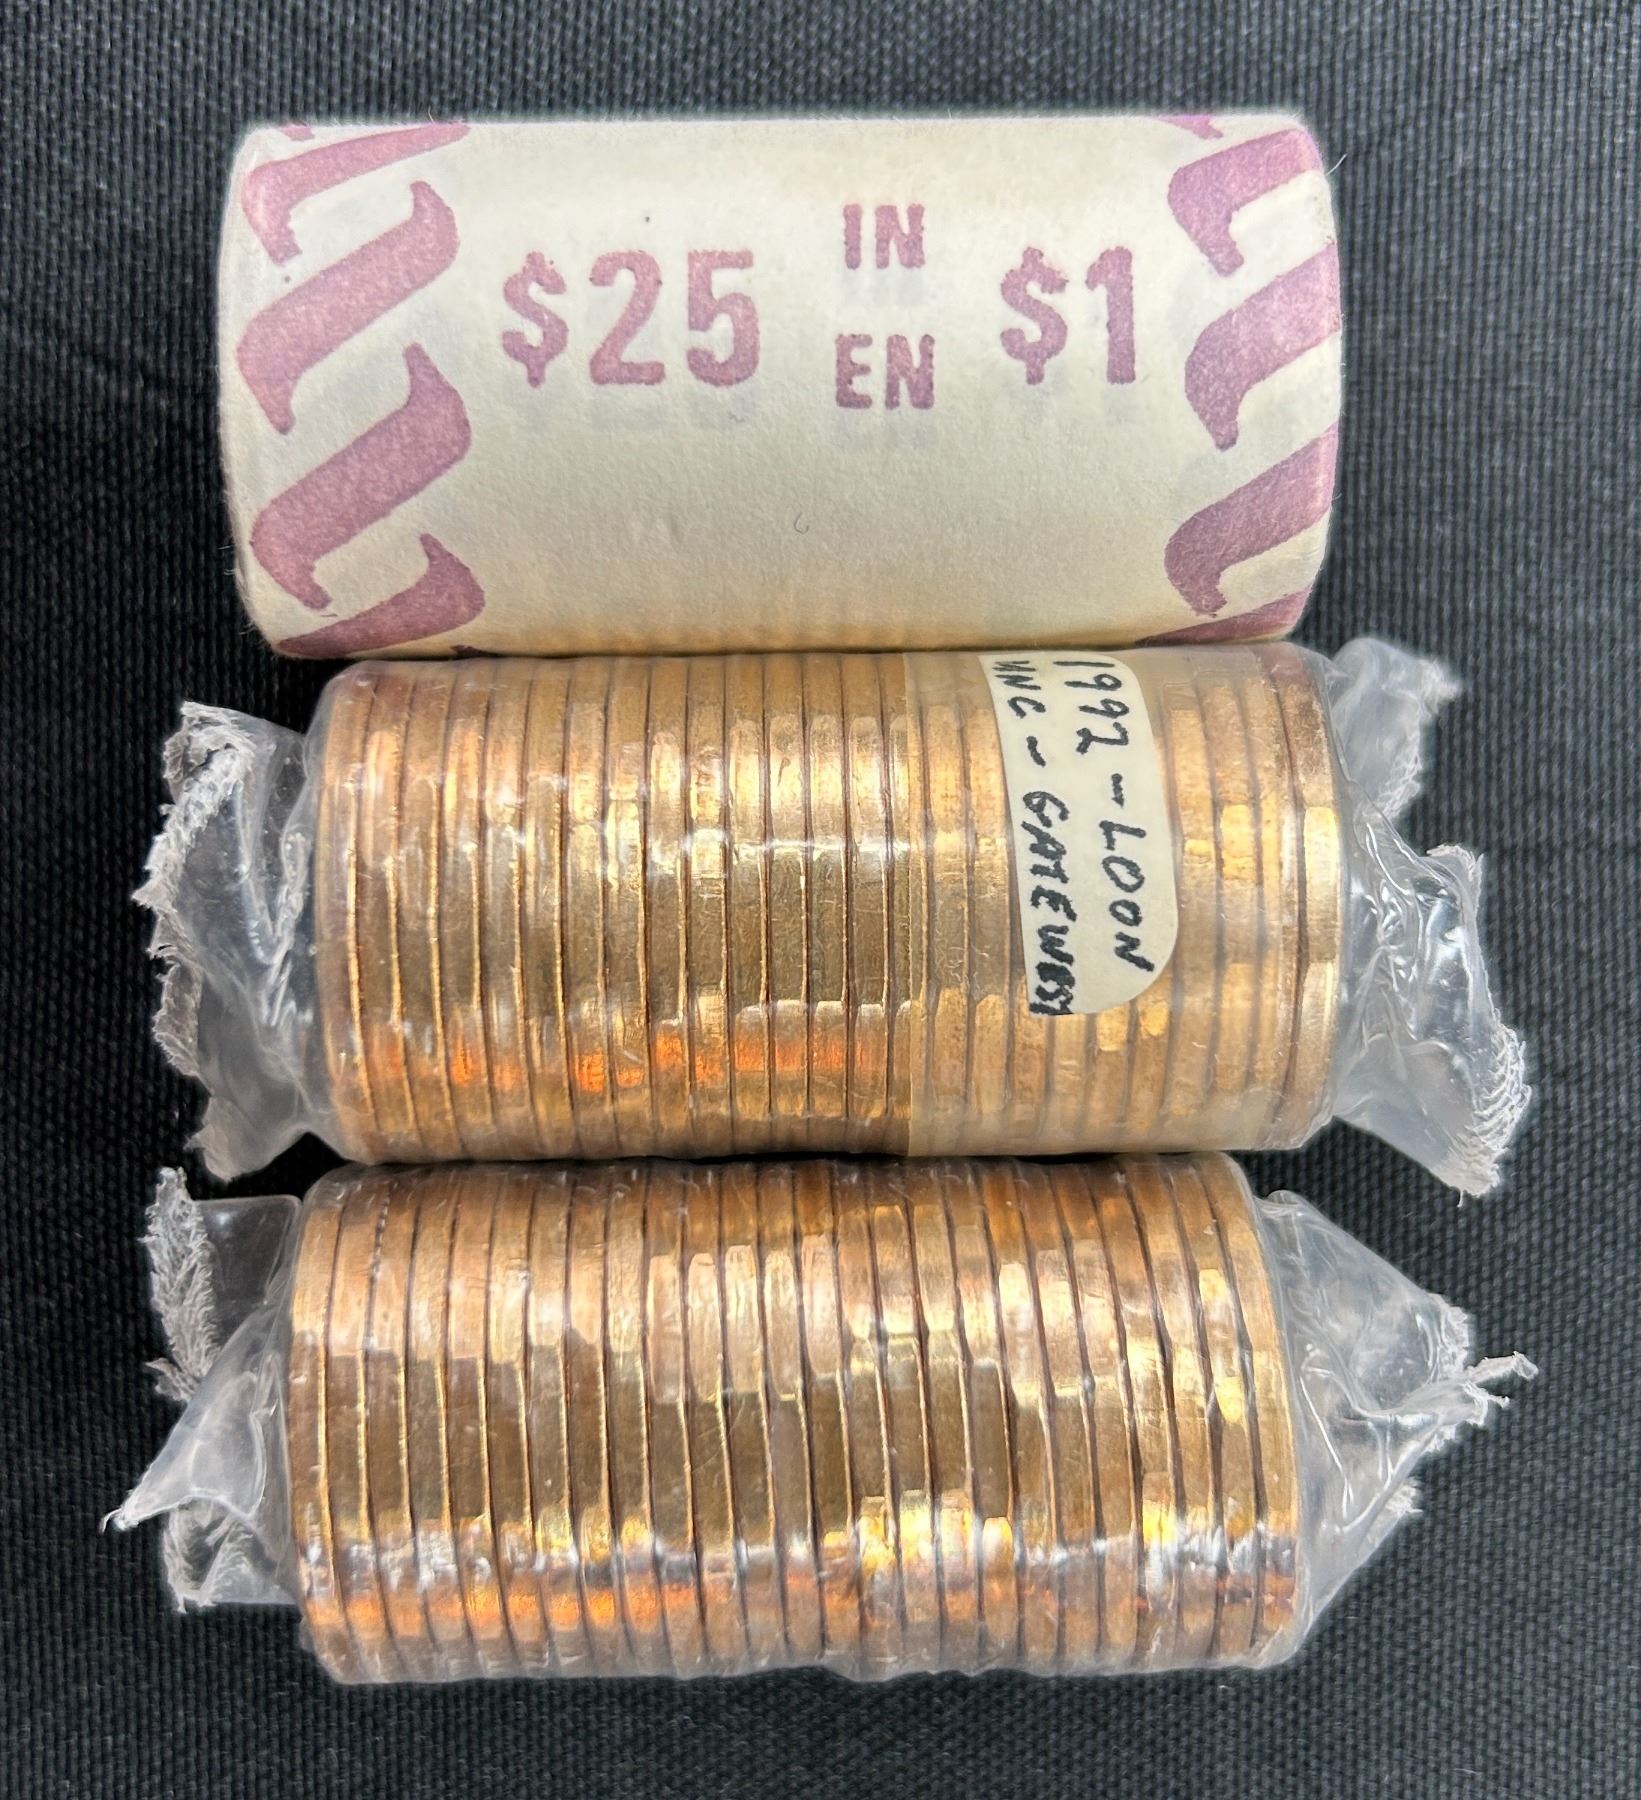 $25 IN $1
EN
1992 - LOON
UNC - GATEWEST